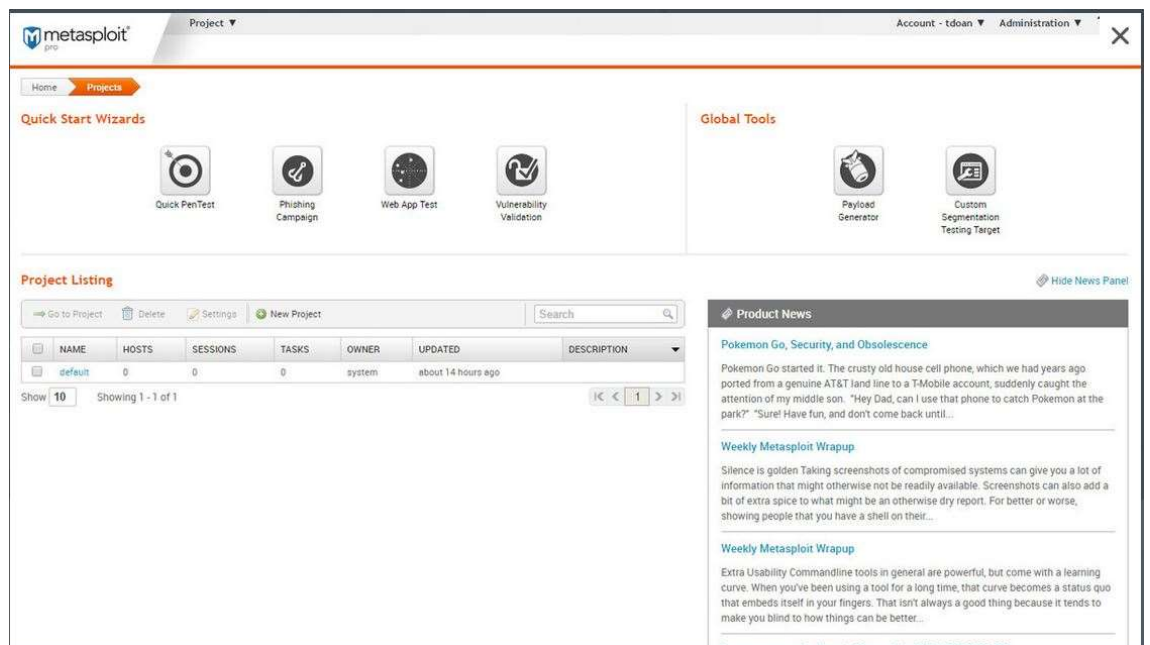 metasploit®
pro
Project ▼
Account - tdoan ▼ Administration ▼
Home Projects
Quick Start Wizards
Quick PenTest
Phishing
Campaign
Web App Test
Vulnerability
Validation
Global Tools
Payload
Generator
Custom
Segmentation
Testing Target
Project Listing
Hide News Panel
Go to Project Delete Settings New Project Search
NAME HOSTS SESSIONS TASKS OWNER UPDATED DESCRIPTION
default 0 0 0 system about 14 hours ago
Show 10 Showing 1 - 1 of 1 1
Product News
Pokemon Go, Security, and Obsolescence
Pokemon Go started it. The crusty old house cell phone, which we had years ago
ported from a genuine AT&T land line to a T-Mobile account, suddenly caught the
attention of my middle son. "Hey Dad, can I use that phone to catch Pokemon at the
park?" "Sure! Have fun, and don't come back until...
Weekly Metasploit Wrapup
Silence is golden Taking screenshots of compromised systems can give you a lot of
information that might otherwise not be readily available. Screenshots can also add a
bit of extra spice to what might be an otherwise dry report. For better or worse,
showing people that you have a shell on their...
Weekly Metasploit Wrapup
Extra Usability Commandline tools in general are powerful, but come with a learning
curve. When you've been using a tool for a long time, that curve becomes a status quo
that embeds itself in your fingers. That isn't always a good thing because it tends to
make you blind to how things can be better...